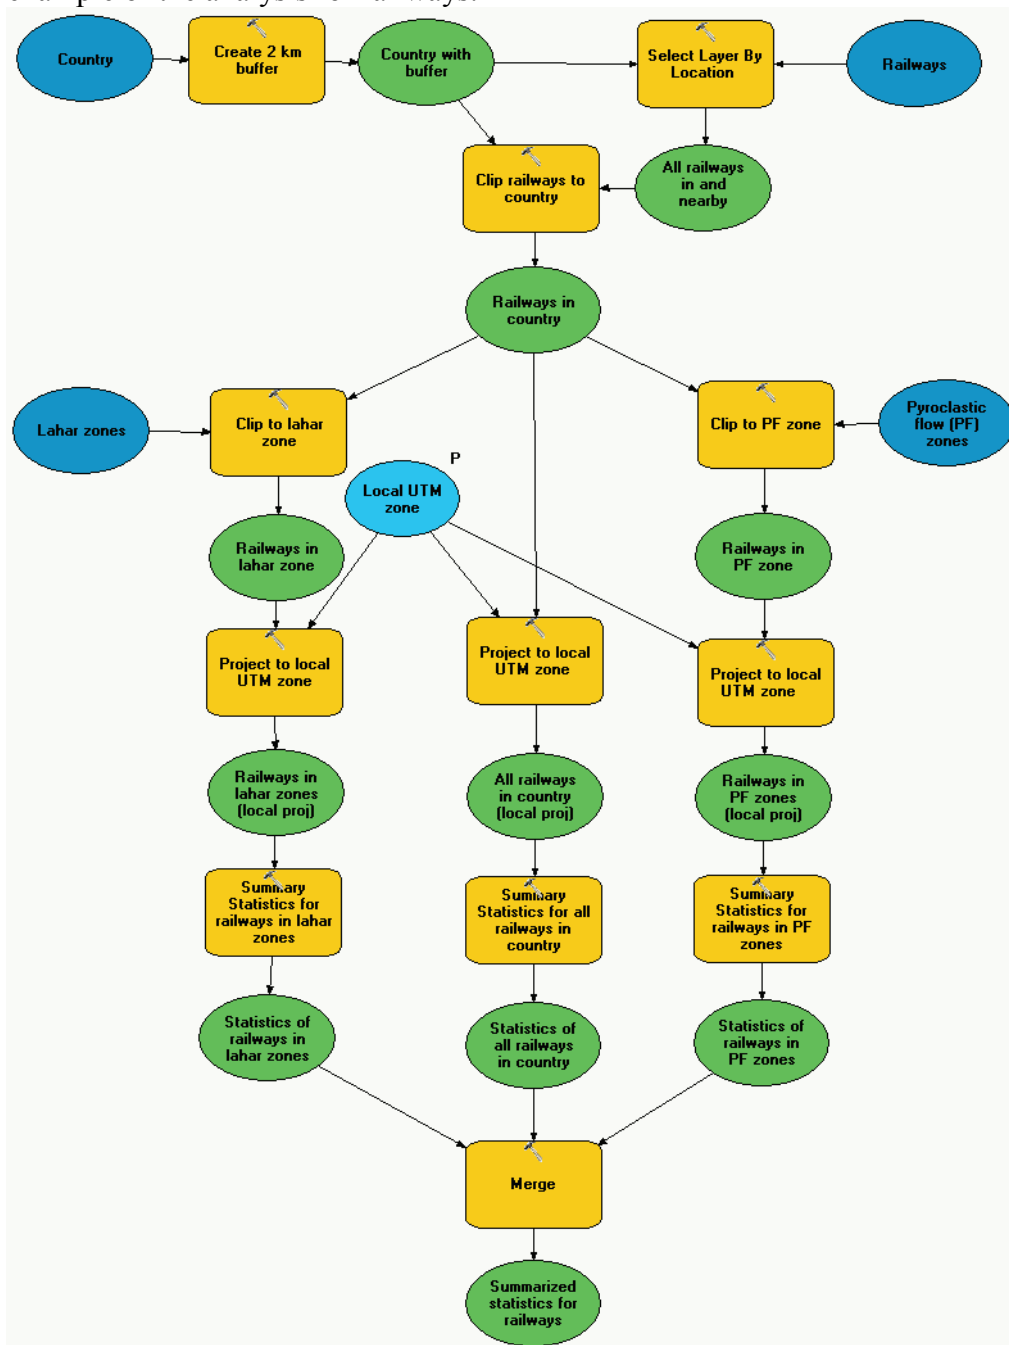 Country
Create 2 km
buffer
Country with
buffer
Select Layer By
Location
Railways
Clip railways to
country
All railways
in and
nearby
Railways in
country
Lahar zones
Clip to lahar
zone
Clip to PF zone
Pyroclastic
flow (PF)
zones
P
Local UTM
zone
Railways in
lahar zone
Railways in
PF zone
Project to local
UTM zone
Project to local
UTM zone
Project to local
UTM zone
Railways in
lahar zones
(local proj)
All railways
in country
(local proj)
Railways in
PF zones
(local proj)
Summary
Statistics for
railways in lahar
zones
Summary
Statistics for all
railways in
country
Summary
Statistics for
railways in PF
zones
Statistics of
railways in
lahar zones
Statistics of
all railways
in country
Statistics of
railways in
PF zones
Merge
Summarized
statistics for
railways